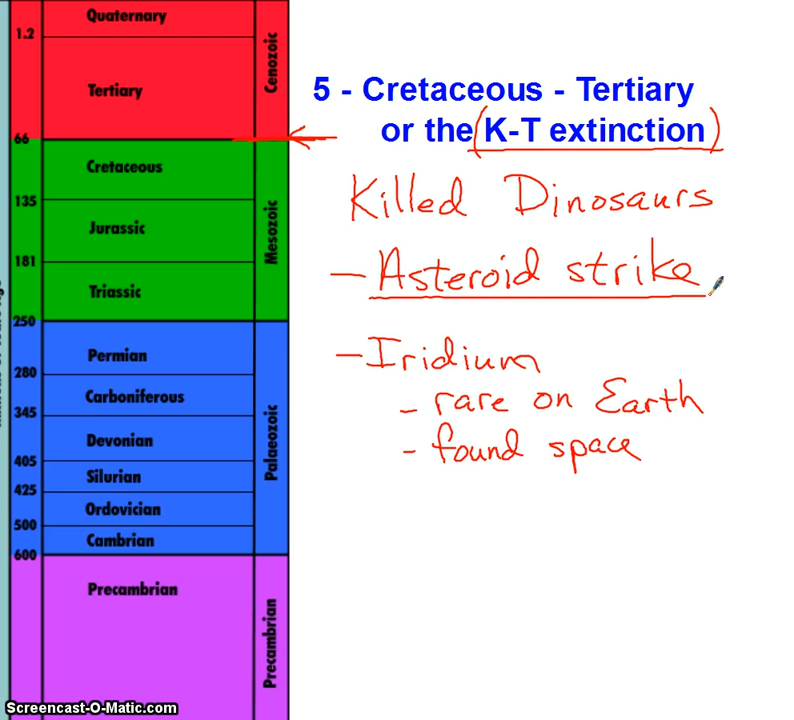 Quaternary
1.2
Tertiary
Cenozoic
66
Cretaceous
135
Jurassic
Mesozoic
181
Triassic
250
Permian
280
Carboniferous
345
Devonian
Palaeozoic
405
Silurian
425
Ordovician
500
Cambrian
600
Precambrian
Precambrian
5 - Cretaceous - Tertiary
or the (K-T extinction)
Killed Dinosaurs
- Asteroid strike
- Iridium
- rare on Earth
- found space
Screencast-O-Matic.com